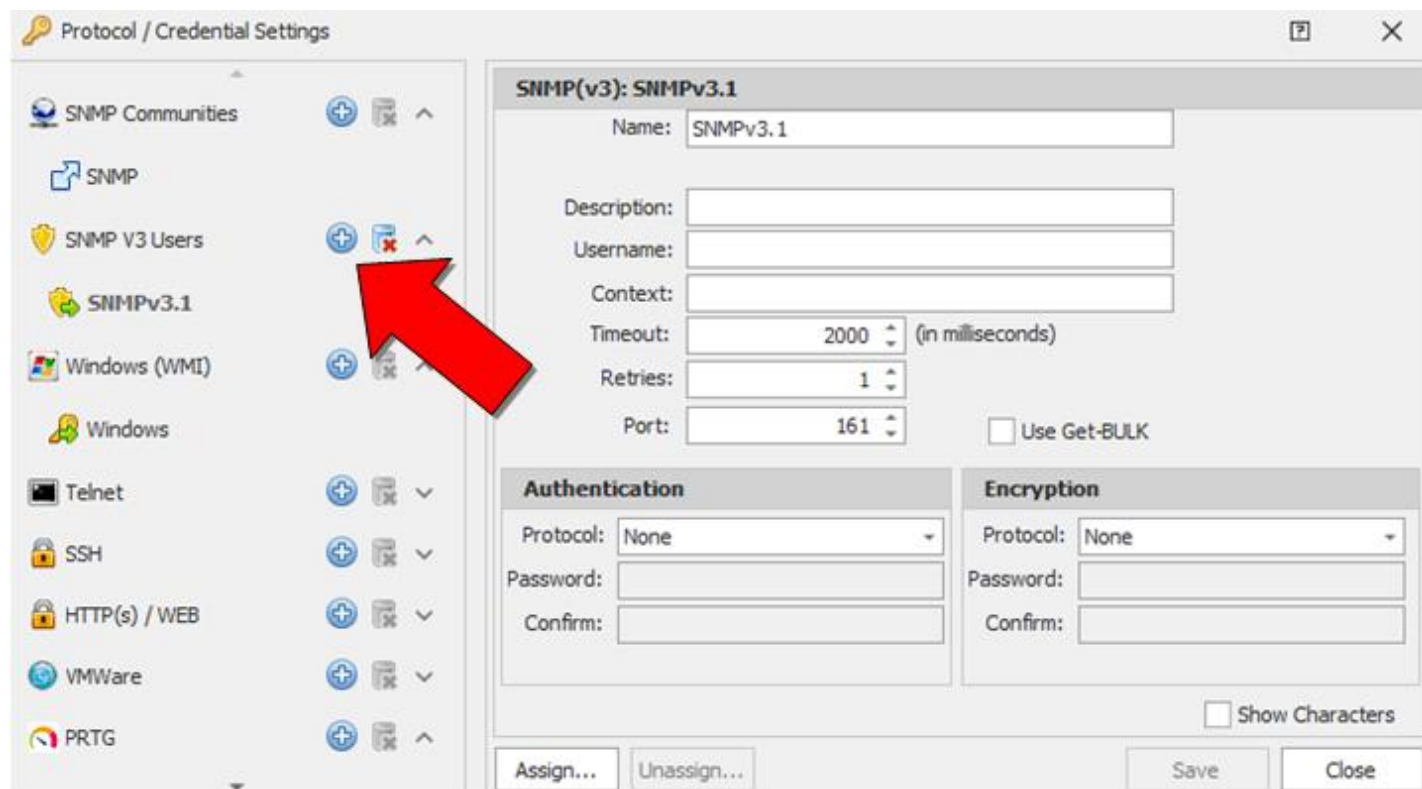 Protocol / Credential Settings
SNMP Communities
SNMP
SNMP V3 Users
SNMPv3.1
Windows (WMI)
Windows
Telnet
SSH
HTTP(s) / WEB
VMWare
PRTG
SNMP(v3): SNMPv3.1
Name: SNMPv3.1
Description:
Username:
Context:
Timeout: 2000 (in milliseconds)
Retries: 1
Port: 161 Use Get-BULK
Authentication
Protocol: None
Password:
Confirm:
Encryption
Protocol: None
Password:
Confirm:
Show Characters
Assign... Unassign... Save Close